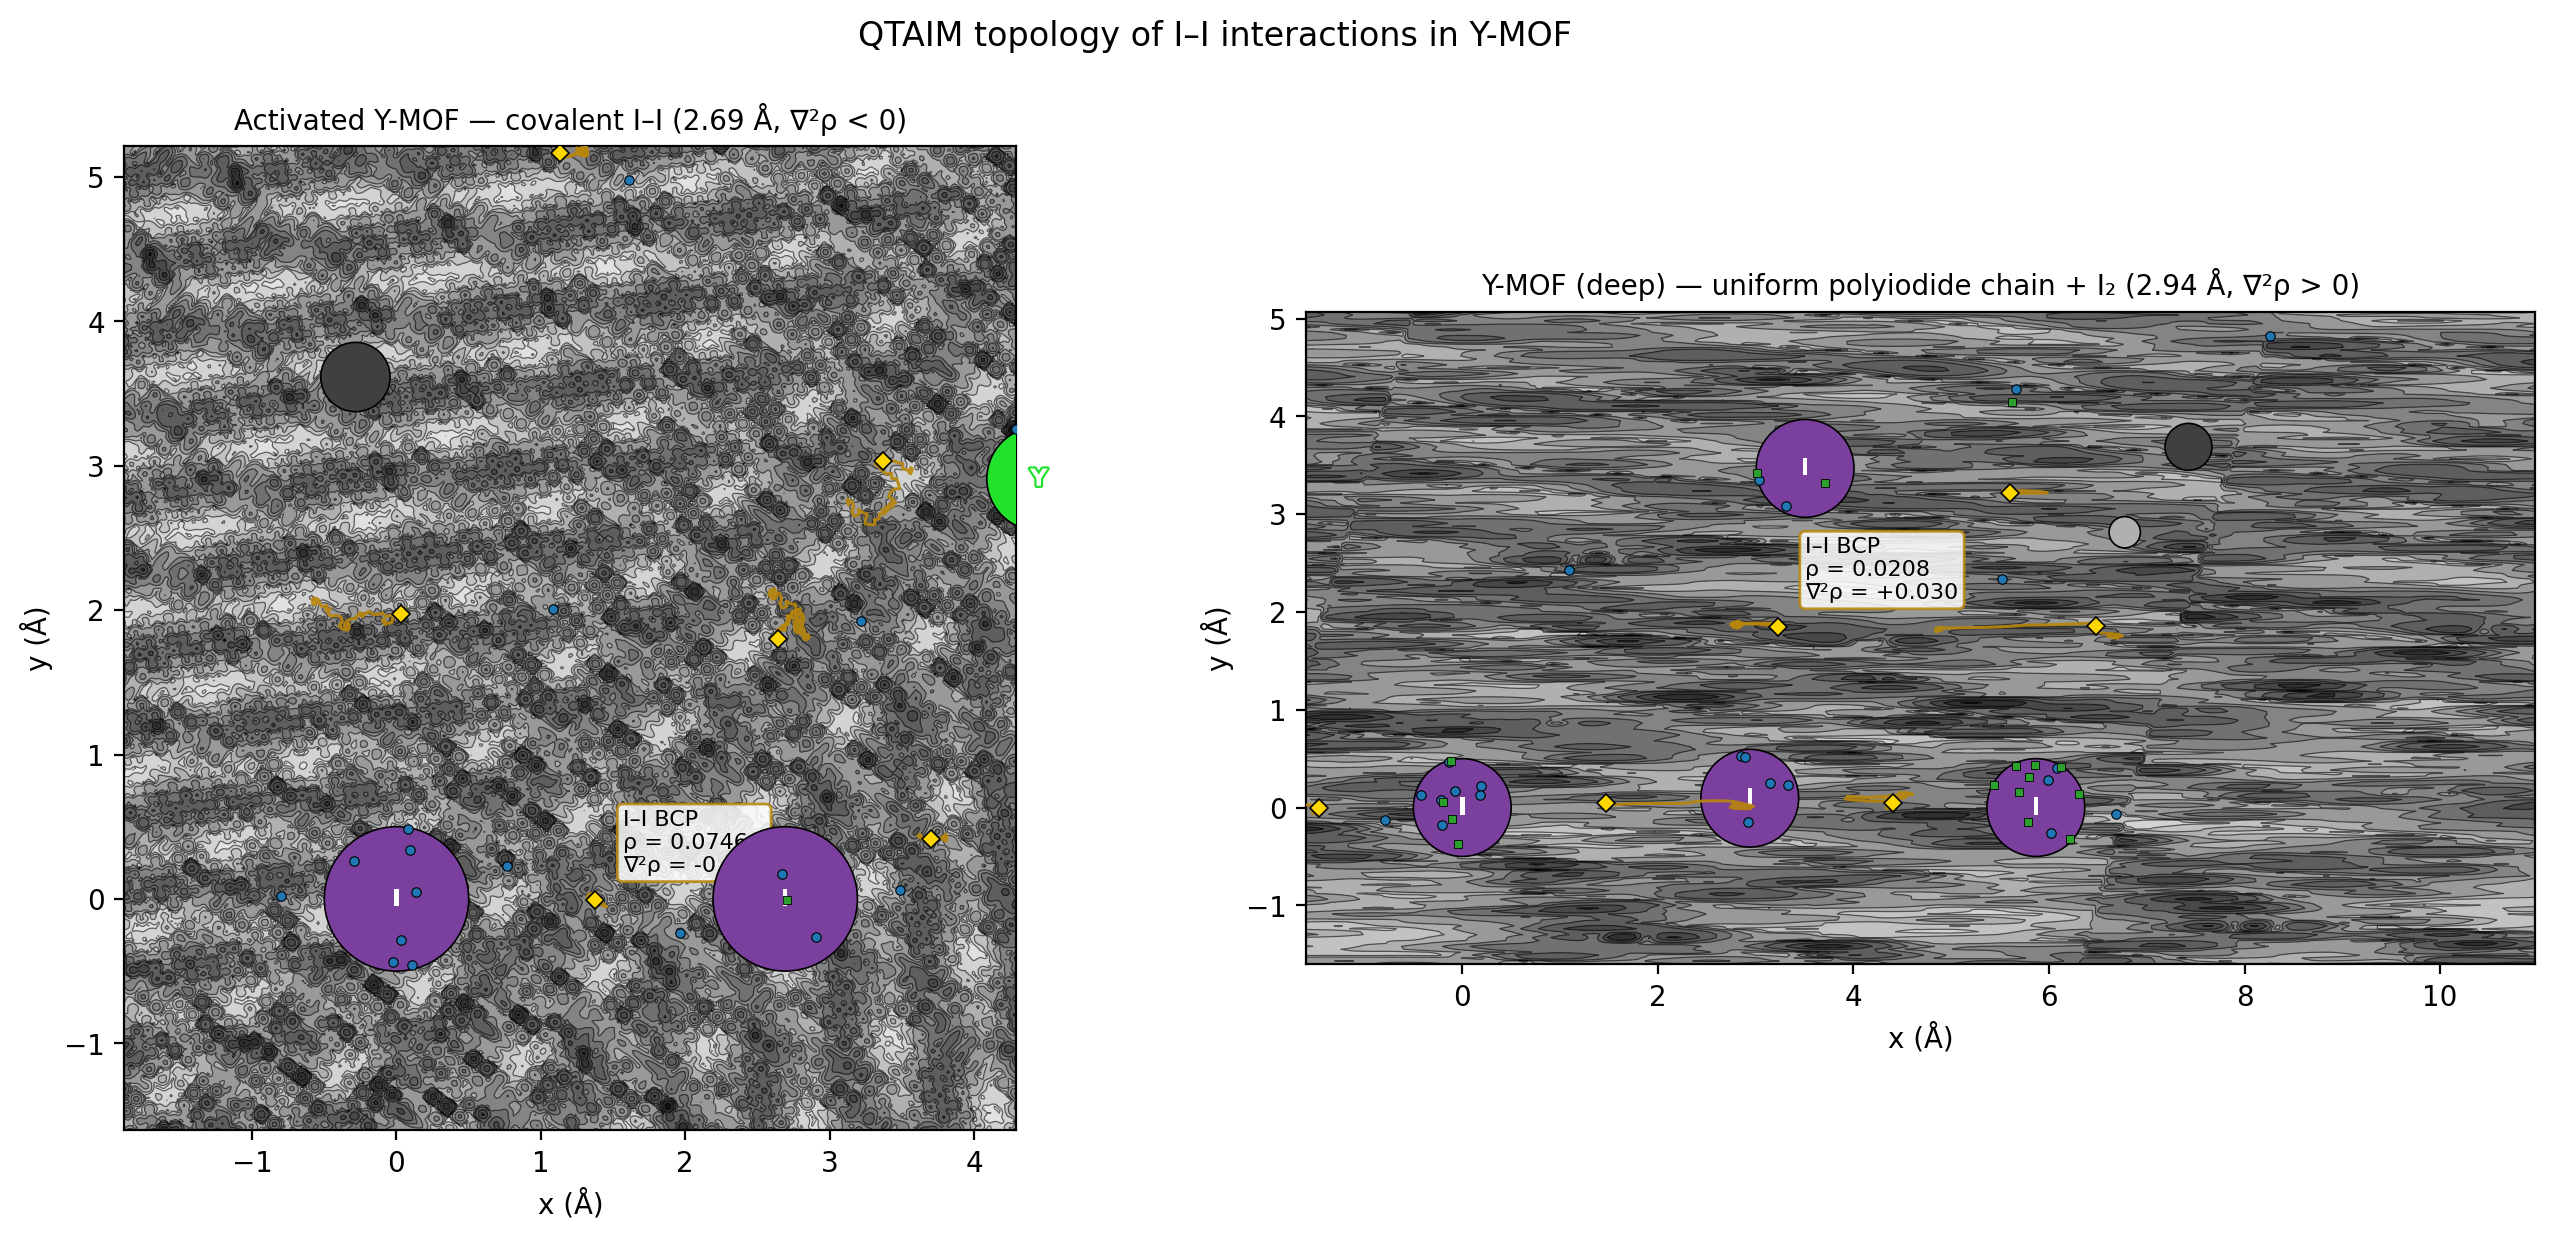 QTAIM topology of I–I interactions in Y-MOF
Activated Y-MOF — covalent I–I (2.69 Å, ∇²ρ < 0)
5
4
3
2
1
0
−1
y (Å)
−1
0
1
2
3
4
x (Å)
Y
I–I BCP
ρ = 0.0746
∇²ρ = -0
I
I
Y-MOF (deep) — uniform polyiodide chain + I₂ (2.94 Å, ∇²ρ > 0)
5
4
3
2
1
0
−1
y (Å)
0
2
4
6
8
10
x (Å)
I
I–I BCP
ρ = 0.0208
∇²ρ = +0.030
I
I
I